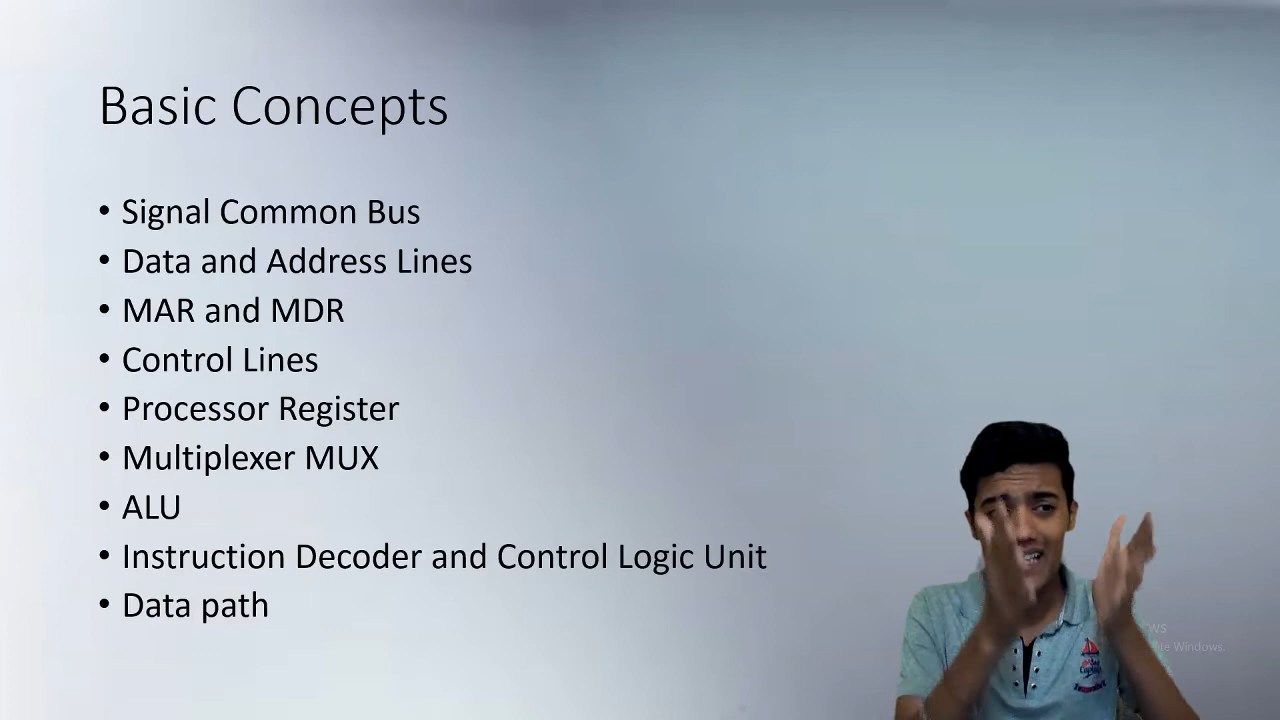 Basic Concepts
• Signal Common Bus
• Data and Address Lines
• MAR and MDR
• Control Lines
• Processor Register
• Multiplexer MUX
• ALU
• Instruction Decoder and Control Logic Unit
• Data path
Windows.